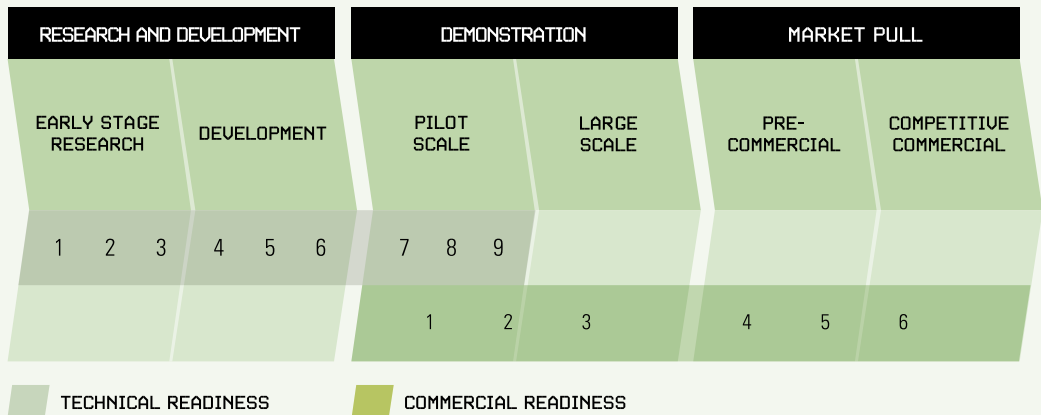 RESEARCH AND DEVELOPMENT
DEMONSTRATION
MARKET PULL
EARLY STAGE
RESEARCH
DEVELOPMENT
PILOT
SCALE
LARGE
SCALE
PRE-
COMMERCIAL
COMPETITIVE
COMMERCIAL
1 2 3 4 5 6 7 8 9
1 2 3 4 5 6
TECHNICAL READINESS
COMMERCIAL READINESS